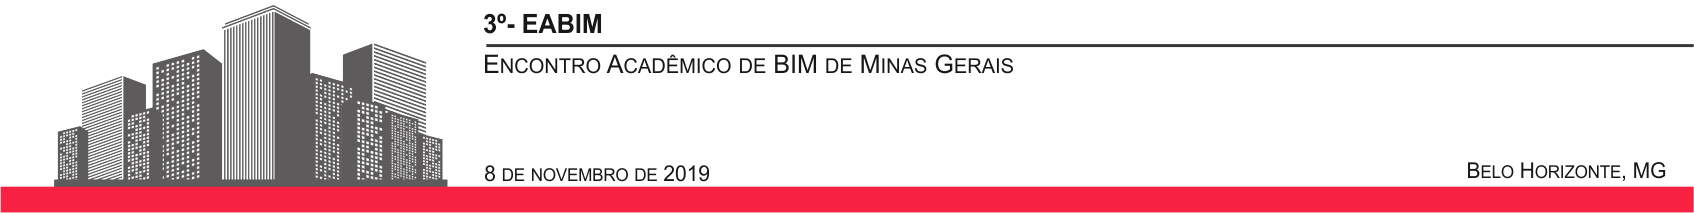 3º- EABIM
ENCONTRO ACADÊMICO DE BIM DE MINAS GERAIS
8 DE NOVEMBRO DE 2019
BELO HORIZONTE, MG